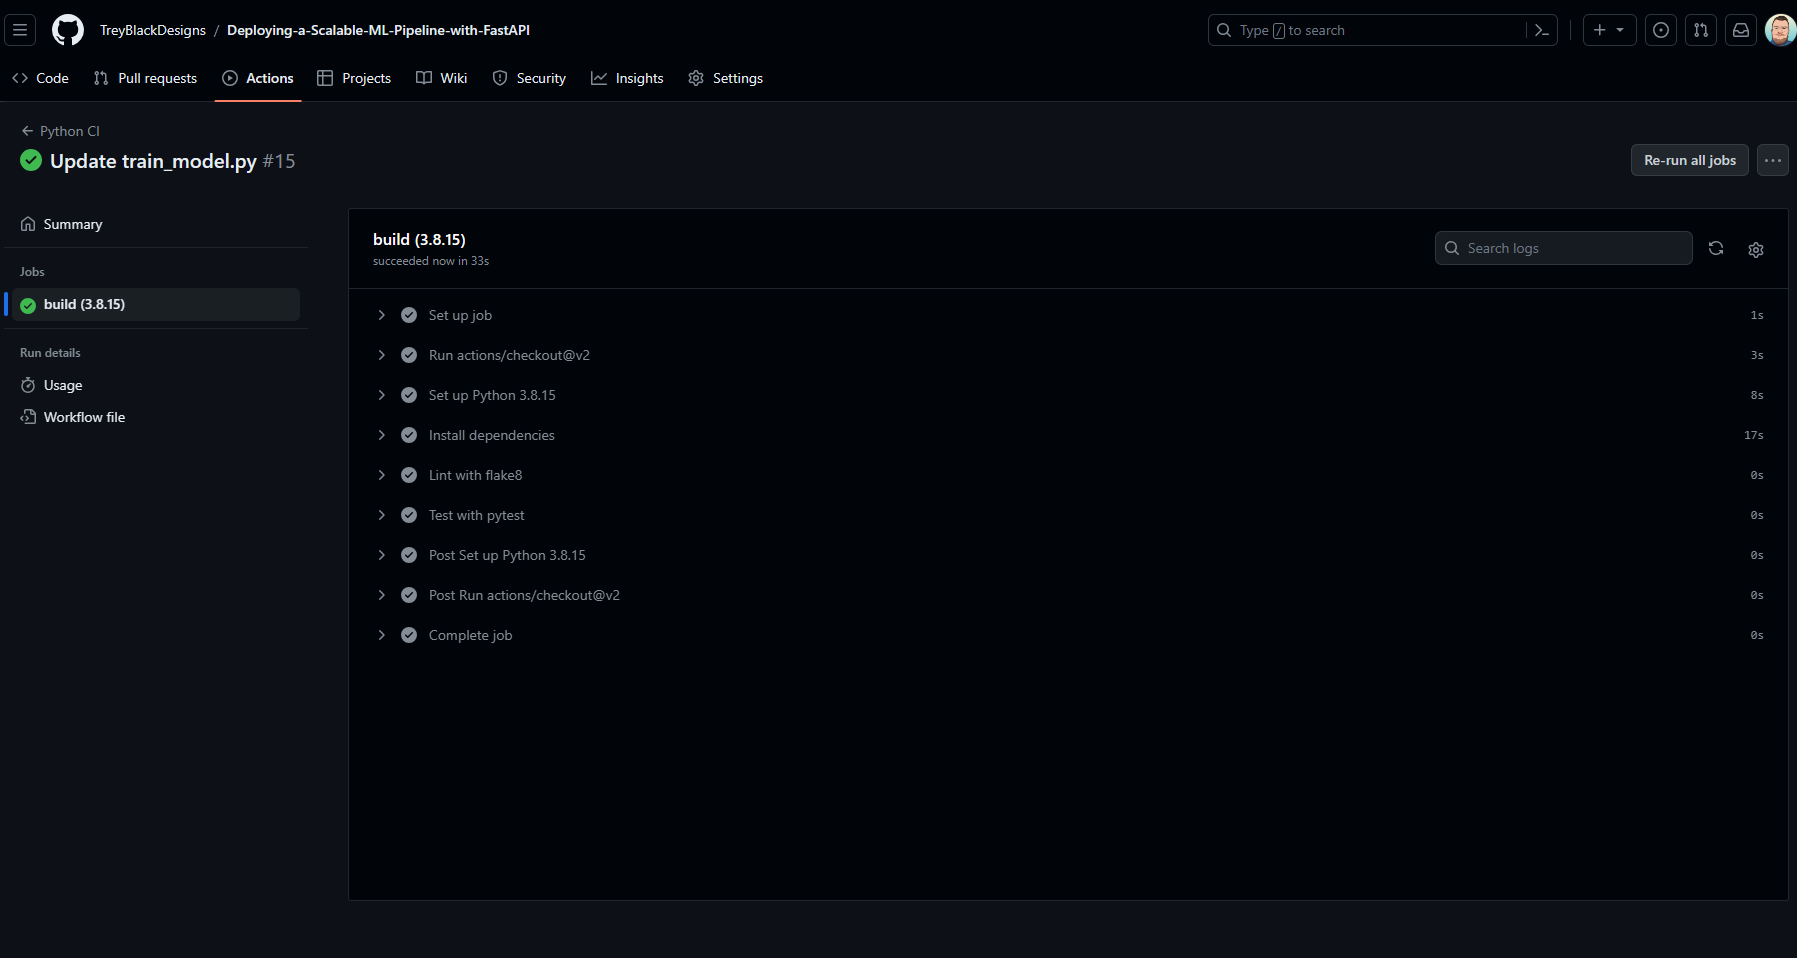 TreyBlackDesigns / Deploying-a-Scalable-ML-Pipeline-with-FastAPI
Type / to search
Code Pull requests Actions Projects Wiki Security Insights Settings
Python CI
Update train_model.py #15
Re-run all jobs
Summary
Jobs
build (3.8.15)
Run details
Usage
Workflow file
build (3.8.15)
succeeded now in 33s
Search logs
Set up job 1s
Run actions/checkout@v2 3s
Set up Python 3.8.15 8s
Install dependencies 17s
Lint with flake8 0s
Test with pytest 0s
Post Set up Python 3.8.15 0s
Post Run actions/checkout@v2 0s
Complete job 0s